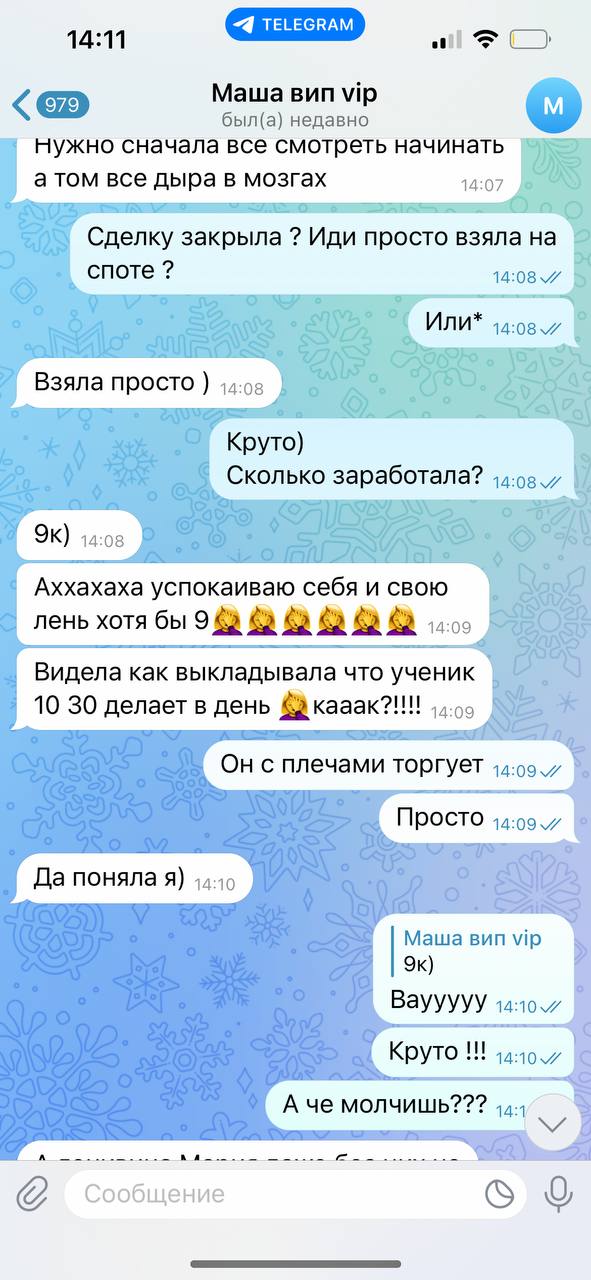 14:11
TELEGRAM
979
Маша вип vip
был(а) недавно
М
Нужно сначала все смотреть начинать
а том все дыра в мозгах 14:07
Сделку закрыла ? Иди просто взяла на
споте ? 14:08
Или* 14:08
Взяла просто ) 14:08
Круто)
Сколько заработала? 14:08
9к) 14:08
Аххахаха успокаиваю себя и свою
лень хотя бы 9🤦‍♀️🤦‍♀️🤦‍♀️🤦‍♀️🤦‍♀️🤦‍♀️ 14:09
Видела как выкладывала что ученик
10 30 делает в день 🤦‍♀️кааак?!!!! 14:09
Он с плечами торгует 14:09
Просто 14:09
Да поняла я) 14:10
Маша вип vip
9к)
Вауууууу 14:10
Круто !!! 14:10
А че молчишь???
Сообщение